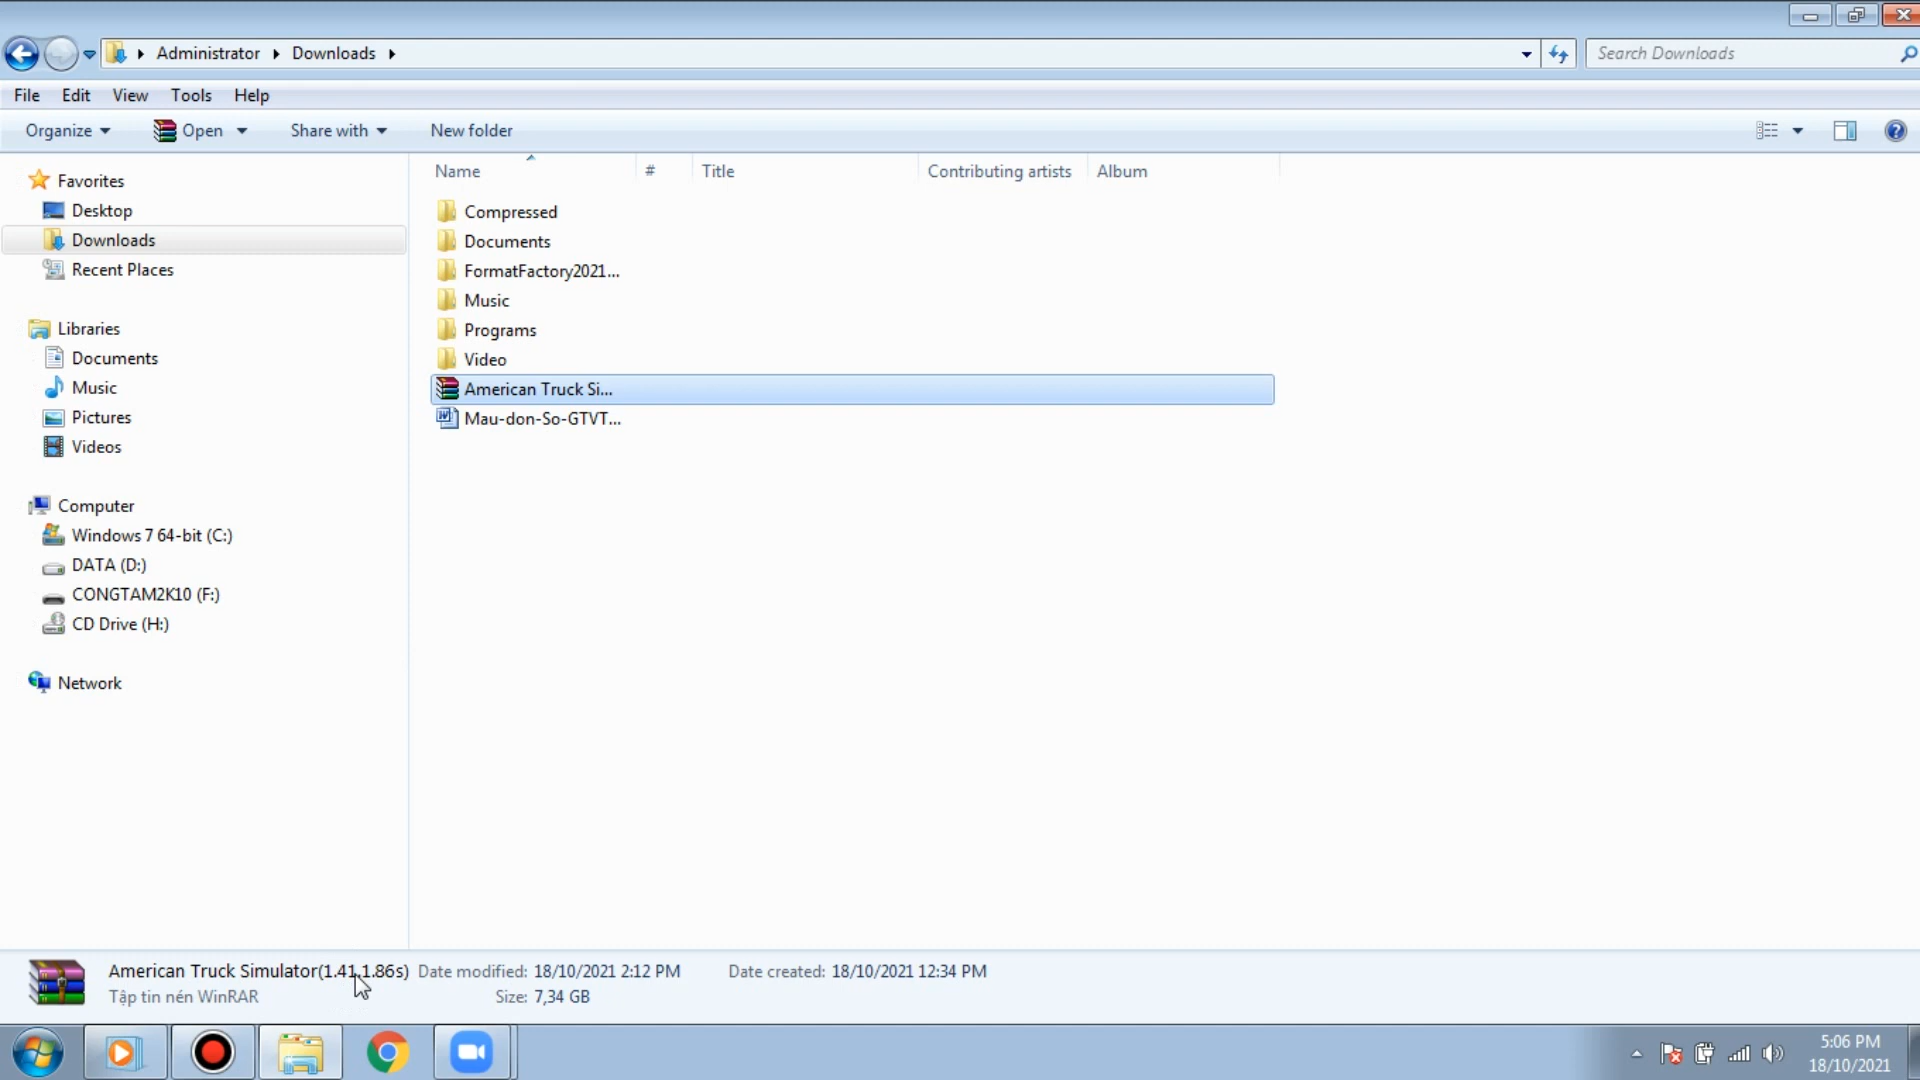 Administrator Downloads
Search Downloads
File Edit View Tools Help
Organize Open Share with New folder
Favorites
Desktop
Downloads
Recent Places
Libraries
Documents
Music
Pictures
Videos
Computer
Windows 7 64-bit (C:)
DATA (D:)
CONGTAM2K10 (F:)
CD Drive (H:)
Network
Name # Title Contributing artists Album
Compressed
Documents
FormatFactory2021...
Music
Programs
Video
American Truck Si...
Mau-don-So-GTVT...
American Truck Simulator(1.41.1.86s) Date modified: 18/10/2021 2:12 PM Date created: 18/10/2021 12:34 PM
Tập tin nén WinRAR Size: 7,34 GB
5:06 PM
18/10/2021